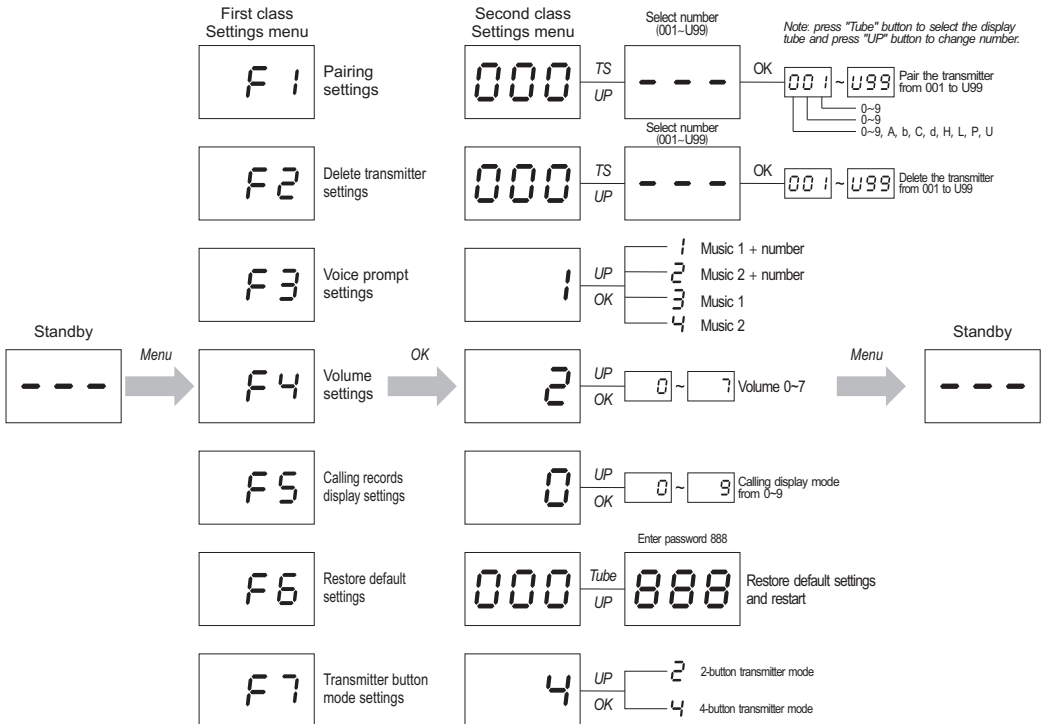 First class
Settings menu
Second class
Settings menu
Select number
(001~U99)
Note: press "Tube" button to select the display
tube and press "UP" button to change number.
F 1
Pairing
settings
000
TS
UP
- - -
OK
001 ~ U99
Pair the transmitter
from 001 to U99
0~9
0~9
0~9, A, b, C, d, H, L, P, U
Select number
(001~U99)
F 2
Delete transmitter
settings
000
TS
UP
- - -
OK
001 ~ U99
Delete the transmitter
from 001 to U99
F 3
Voice prompt
settings
1
UP
OK
1 Music 1 + number
2 Music 2 + number
3 Music 1
4 Music 2
Standby
- - -
Menu
F 4
Volume
settings
OK
2
UP
OK
0 ~ 7 Volume 0~7
Menu
Standby
- - -
F 5
Calling records
display settings
0
UP
OK
0 ~ 9
Calling display mode
from 0~9
F 6
Restore default
settings
000
Tube
UP
Enter password 888
888
Restore default settings
and restart
F 7
Transmitter button
mode settings
4
UP
OK
2 2-button transmitter mode
4 4-button transmitter mode